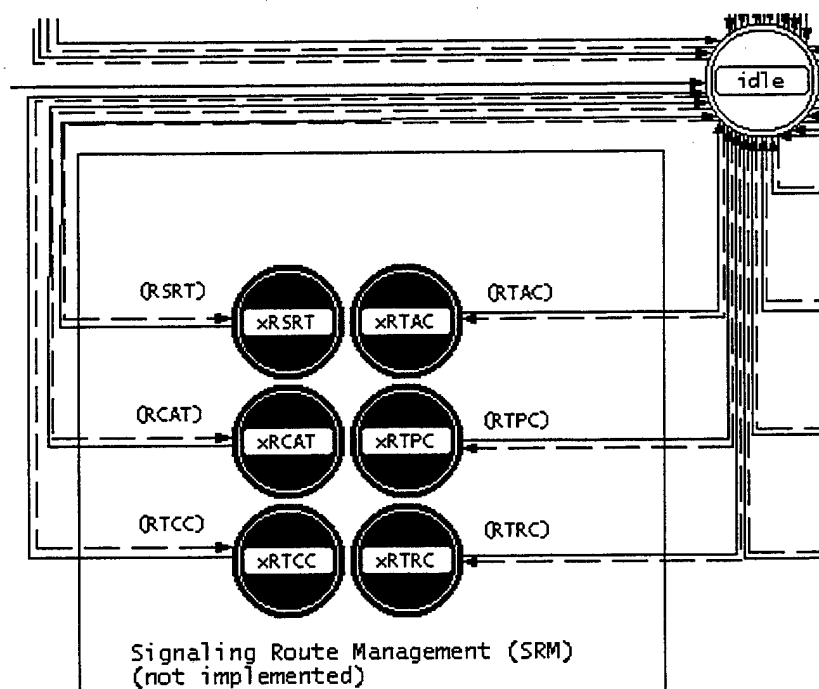 idle
(RSRT)
xRSRT
xRTAC
(RTAC)
(RCAT)
xRCAT
xRTPC
(RTPC)
(RTCC)
xRTCC
xRTRC
(RTRC)
Signaling Route Management (SRM)
(not implemented)